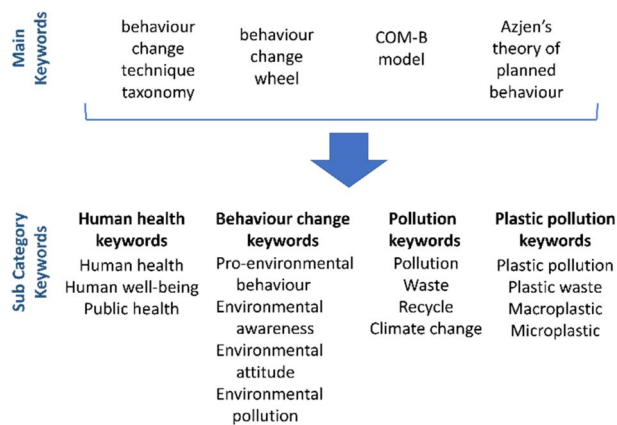 Main
Keywords
behaviour
change
technique
taxonomy
behaviour
change
wheel
COM-B
model
Azjen’s
theory of
planned
behaviour
Sub Category
Keywords
Human health
keywords
Human health
Human well-being
Public health
Behaviour change
keywords
Pro-environmental
behaviour
Environmental
awareness
Environmental
attitude
Environmental
pollution
Pollution
keywords
Pollution
Waste
Recycle
Climate change
Plastic pollution
keywords
Plastic pollution
Plastic waste
Macroplastic
Microplastic